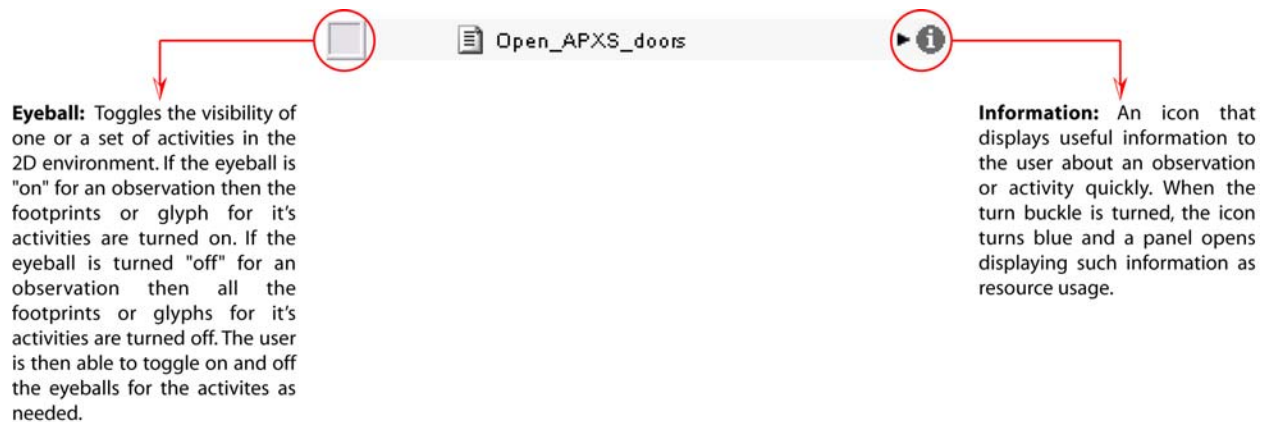 Open_APXS_doors
Eyeball: Toggles the visibility of
one or a set of activities in the
2D environment. If the eyeball is
"on" for an observation then the
footprints or glyph for it's
activities are turned on. If the
eyeball is turned "off" for an
observation then all the
footprints or glyphs for it's
activities are turned off. The user
is then able to toggle on and off
the eyeballs for the activites as
needed.
Information: An icon that
displays useful information to
the user about an observation
or activity quickly. When the
turn buckle is turned, the icon
turns blue and a panel opens
displaying such information as
resource usage.